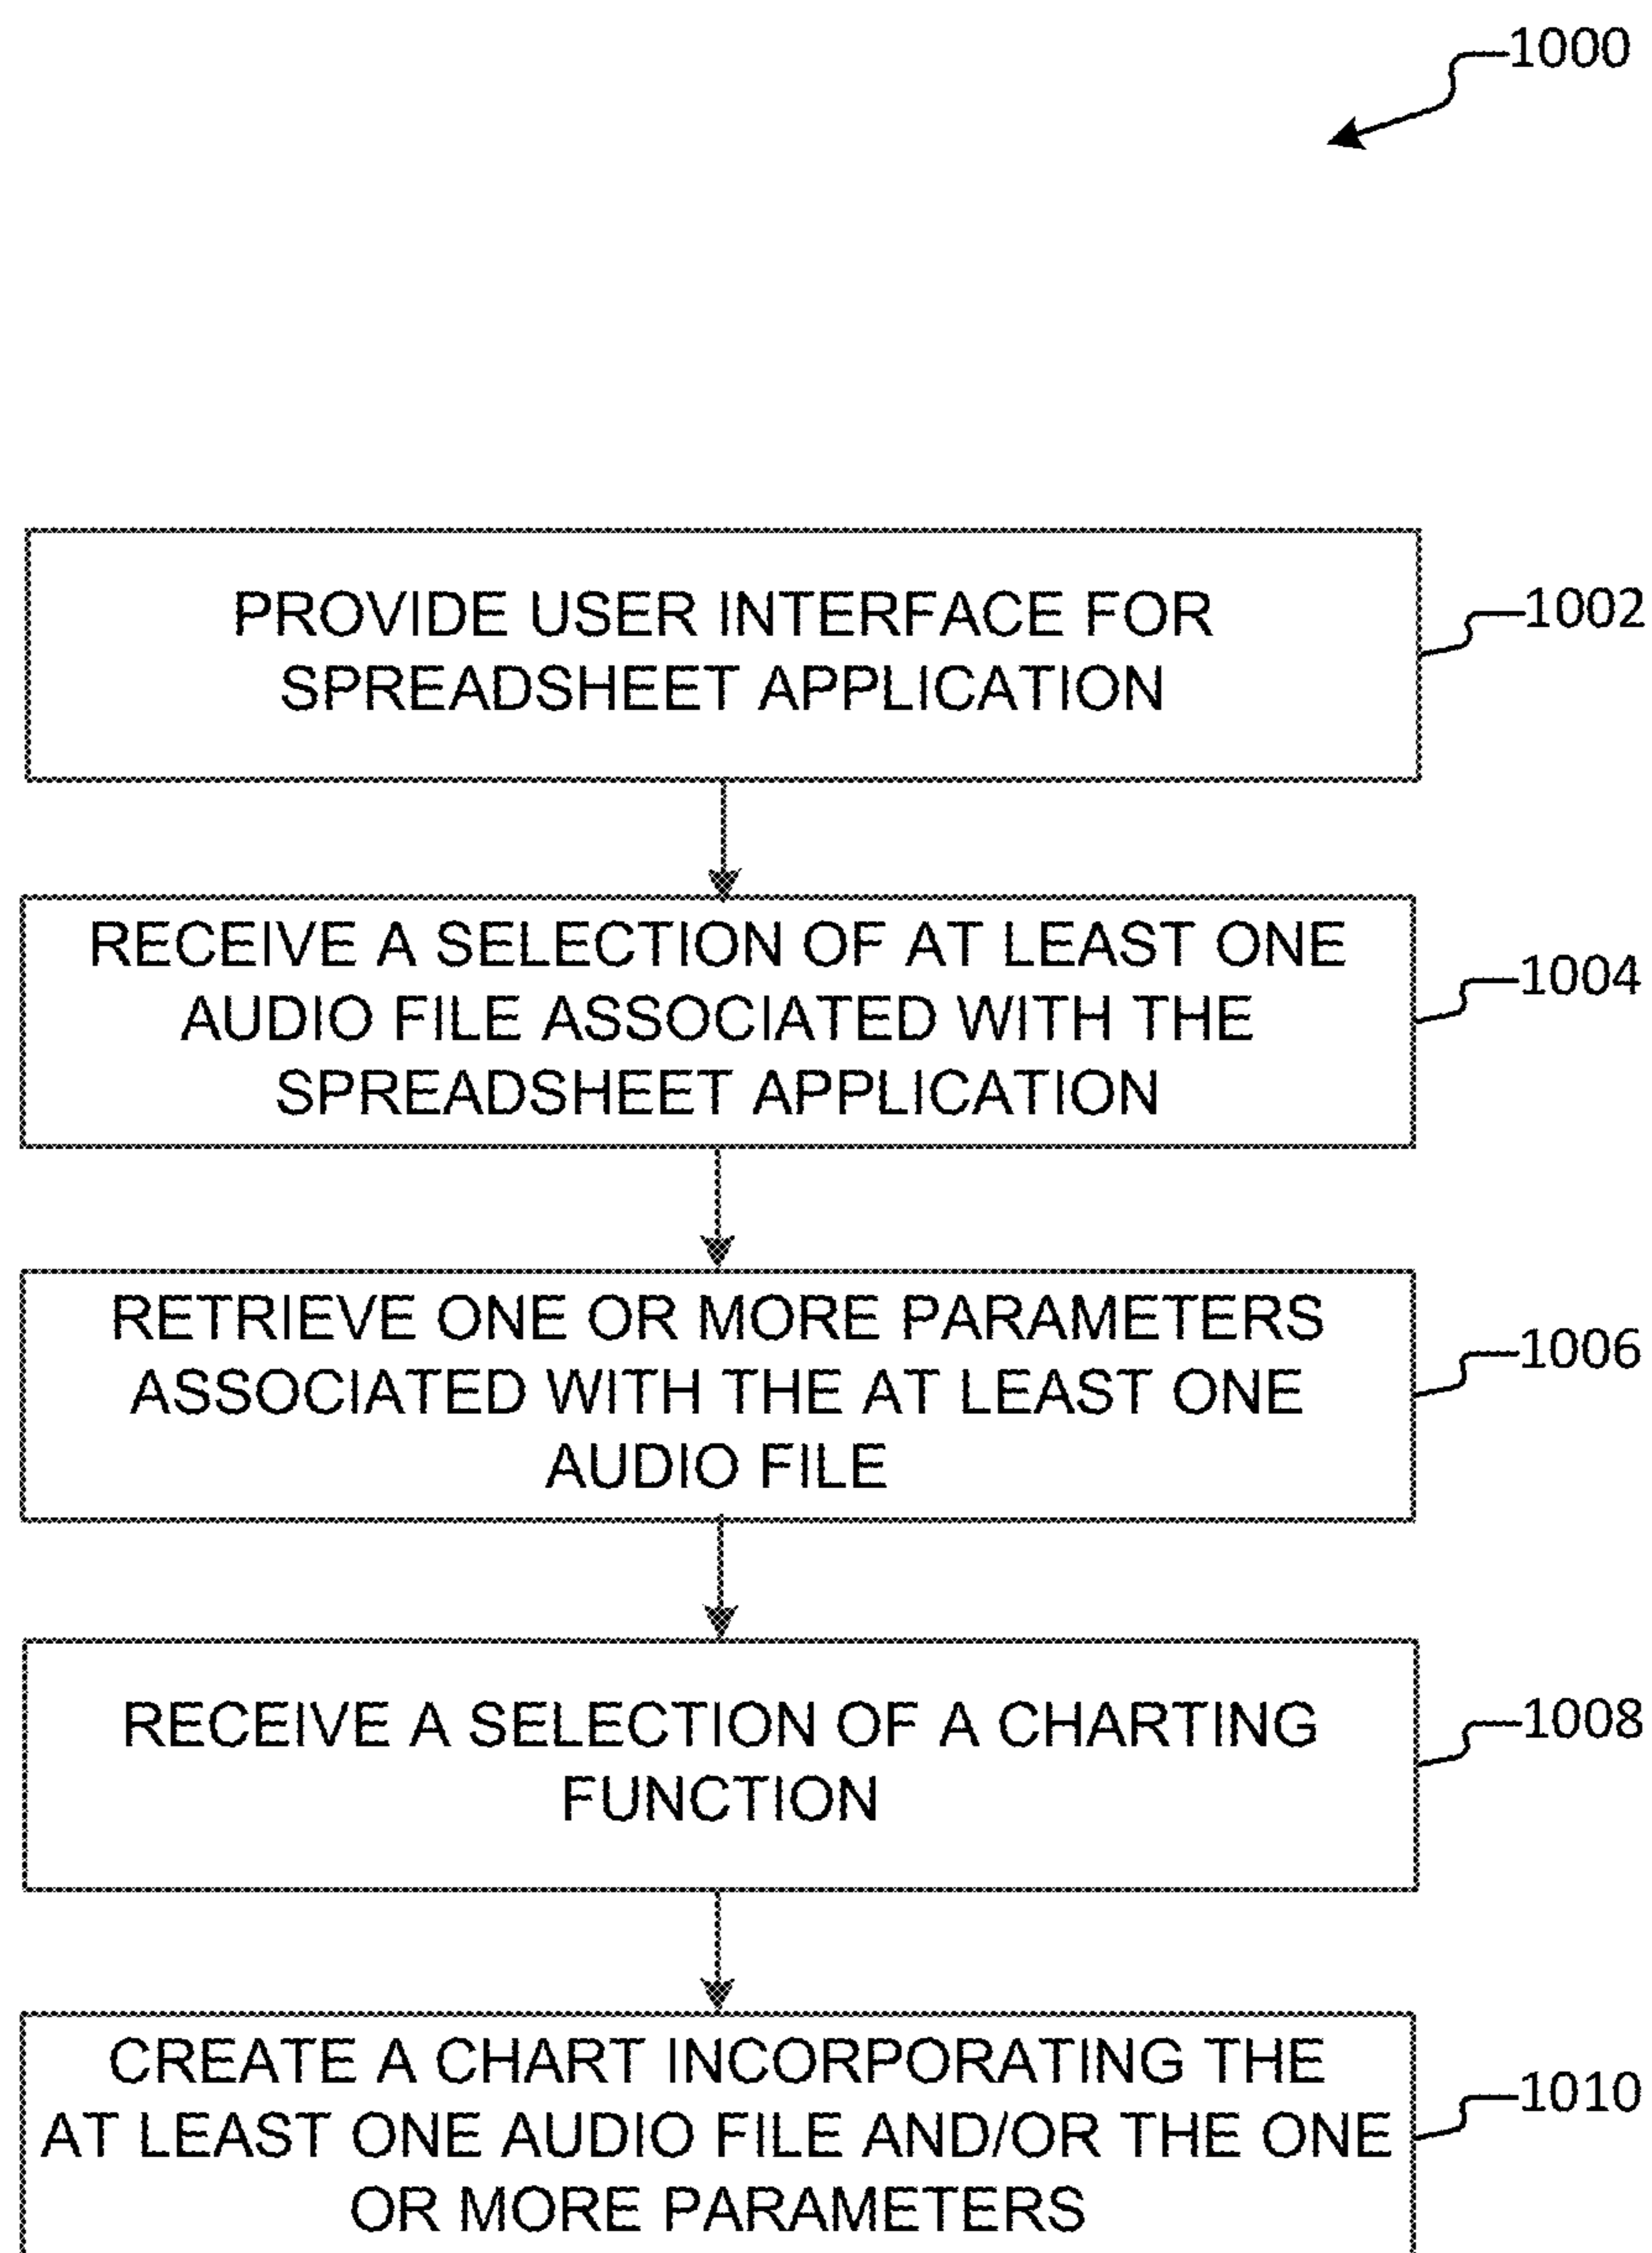 1000
PROVIDE USER INTERFACE FOR
SPREADSHEET APPLICATION
1002
RECEIVE A SELECTION OF AT LEAST ONE
AUDIO FILE ASSOCIATED WITH THE
SPREADSHEET APPLICATION
1004
RETRIEVE ONE OR MORE PARAMETERS
ASSOCIATED WITH THE AT LEAST ONE
AUDIO FILE
1006
RECEIVE A SELECTION OF A CHARTING
FUNCTION
1008
CREATE A CHART INCORPORATING THE
AT LEAST ONE AUDIO FILE AND/OR THE ONE
OR MORE PARAMETERS
1010